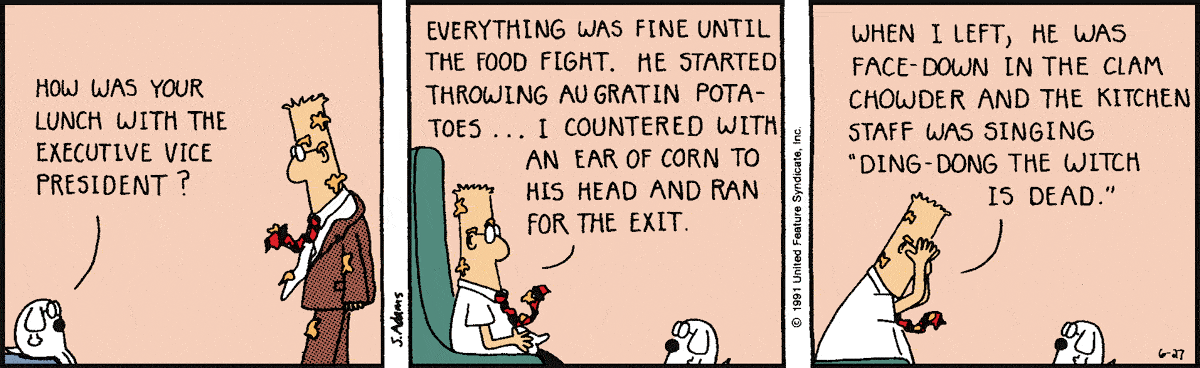 HOW WAS YOUR
LUNCH WITH THE
EXECUTIVE VICE
PRESIDENT?
S.Adams
EVERYTHING WAS FINE UNTIL
THE FOOD FIGHT. HE STARTED
THROWING AU GRATIN POTA-
TOES... I COUNTERED WITH
AN EAR OF CORN TO
HIS HEAD AND RAN
FOR THE EXIT.
© 1991 United Feature Syndicate, Inc.
WHEN I LEFT, HE WAS
FACE-DOWN IN THE CLAM
CHOWDER AND THE KITCHEN
STAFF WAS SINGING
"DING-DONG THE WITCH
IS DEAD."
6-27